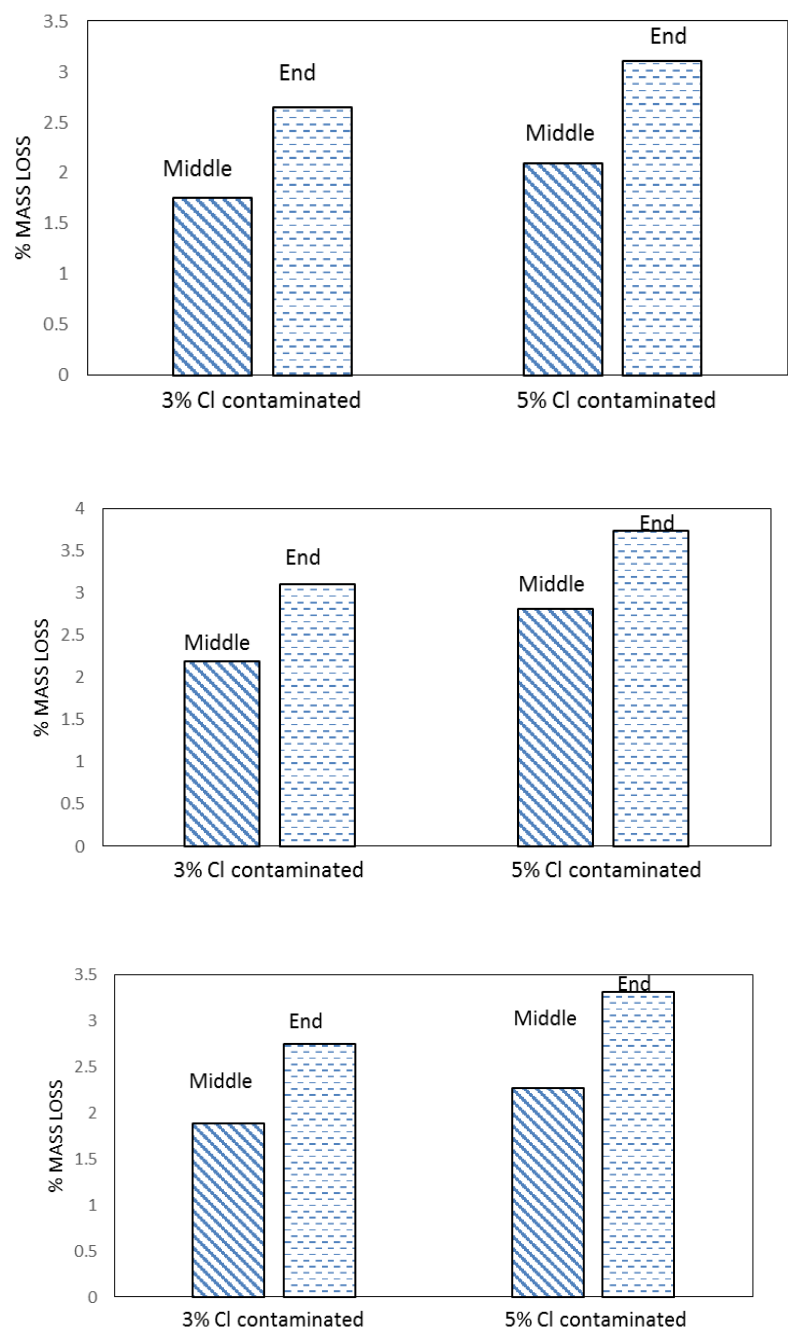 3.5
End
3
End
2.5
Middle
2
Middle
% MASS LOSS
1.5
1
0.5
0
3% Cl contaminated
5% Cl contaminated
4
End
3.5
End
3
Middle
2.5
Middle
% MASS LOSS
2
1.5
1
0.5
0
3% Cl contaminated
5% Cl contaminated
3.5
End
3
End
Middle
2.5
Middle
% MASS LOSS
2
1.5
1
0.5
0
3% Cl contaminated
5% Cl contaminated